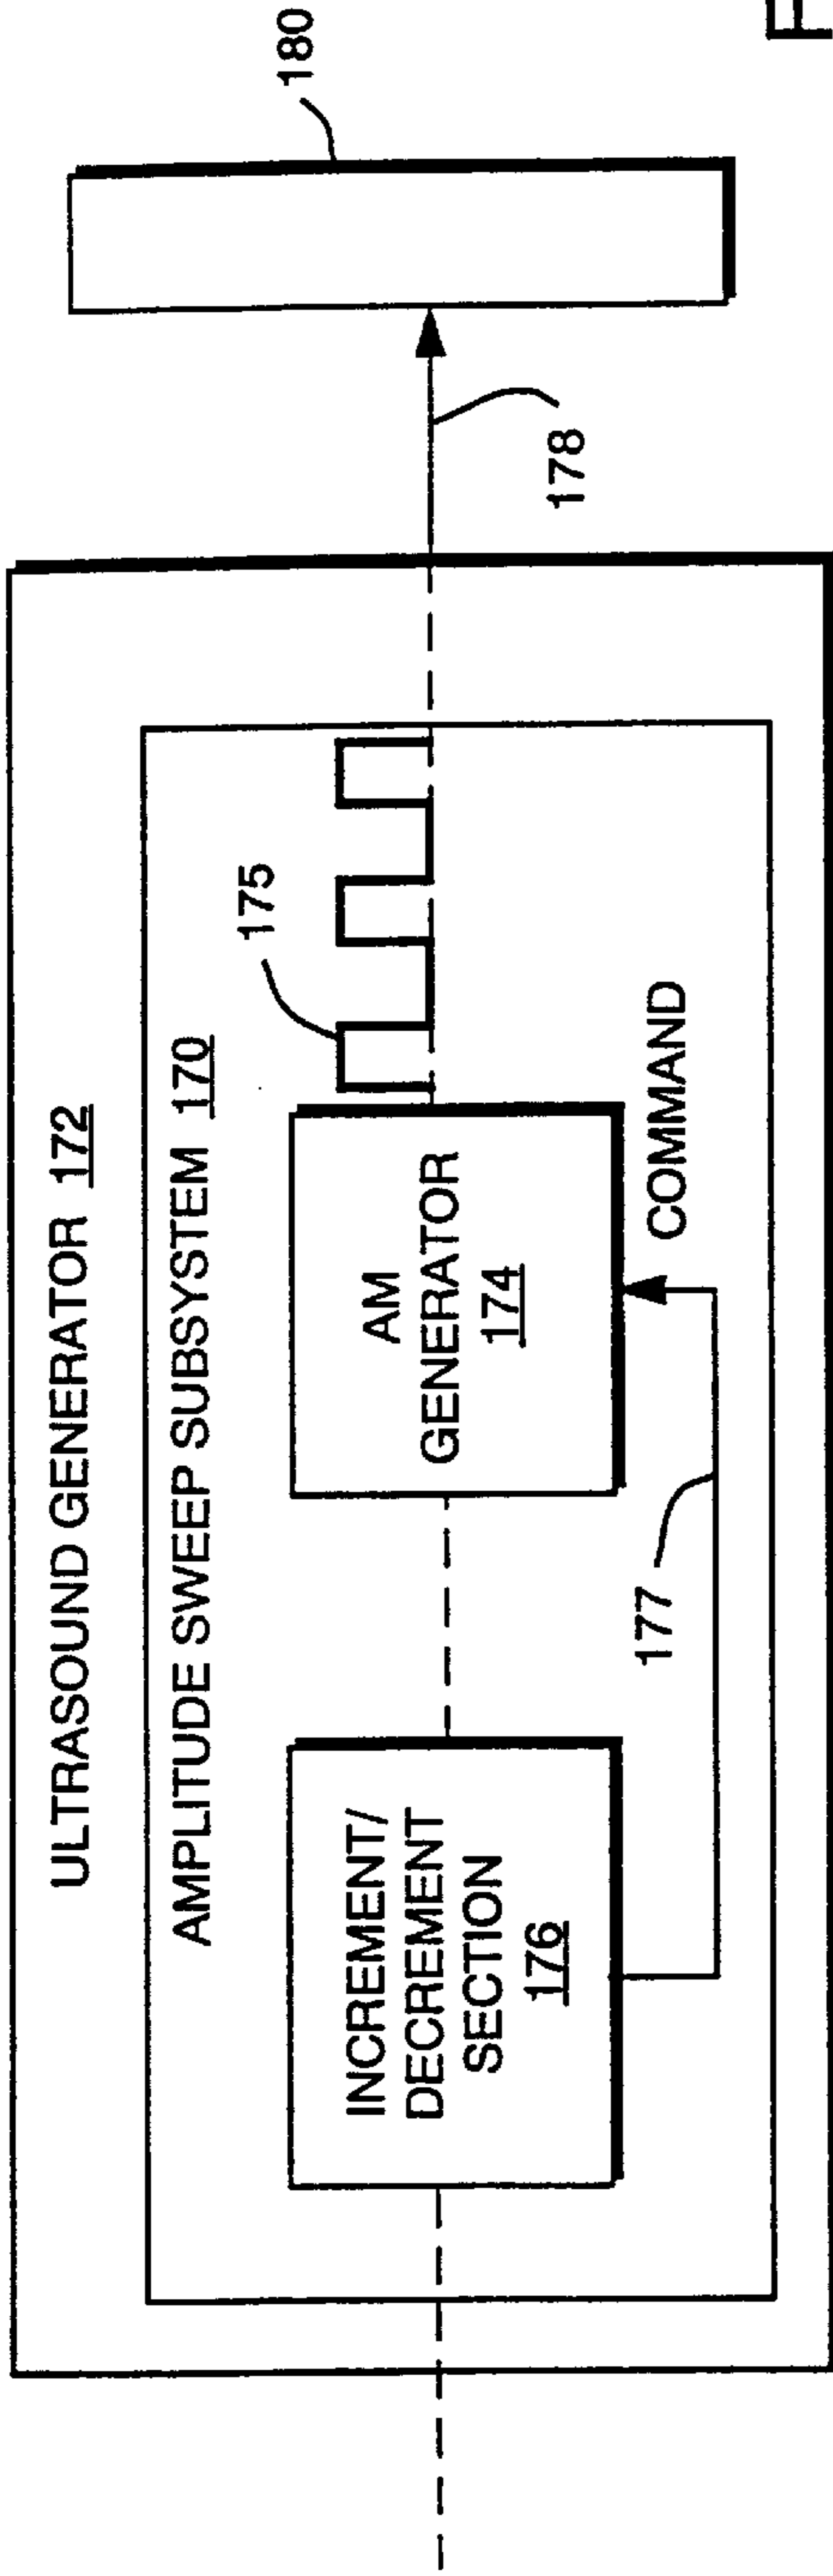 ULTRASOUND GENERATOR 172
AMPLITUDE SWEEP SUBSYSTEM 170
175
INCREMENT/
DECREMENT
SECTION
176
AM
GENERATOR
174
177
COMMAND
178
180